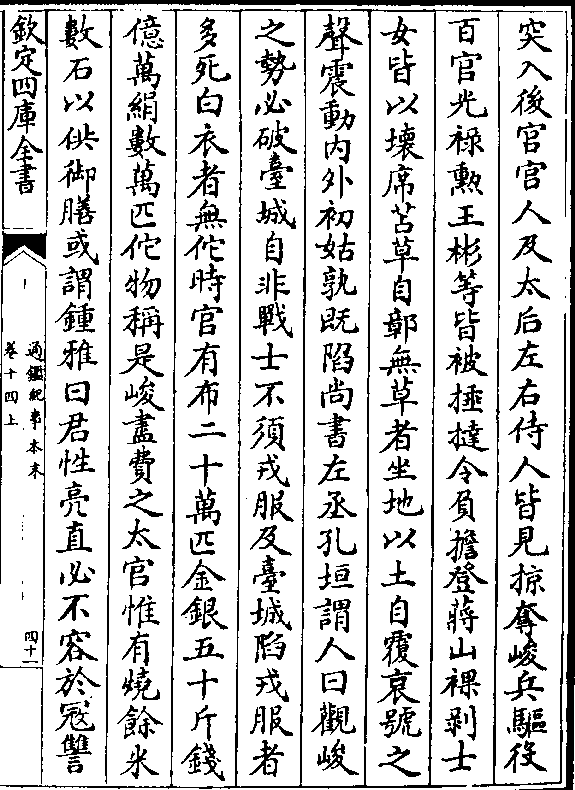 突入後宫宫人及太后左右侍人皆見掠奪峻兵驅役
百官光禄勲王彬等皆被捶撻令負擔登蔣山裸剥士
女皆以壊席苫草自鄣無草者坐地以土自覆哀號之
聲震動内外初姑孰既陷尚書左丞孔坦謂人曰觀峻
之勢必破臺城自非戰士不須戎服及臺城陷戎服者
多死白衣者無佗時官有布二十萬匹金銀五十斤錢
億萬絹數萬匹佗物稱是峻盡費之太官惟有燒餘米
數石以供御膳或謂鍾雅曰君性亮直必不容於寇讐
欽定四庫全書
通鑑紀事本末
卷十四上
四十一